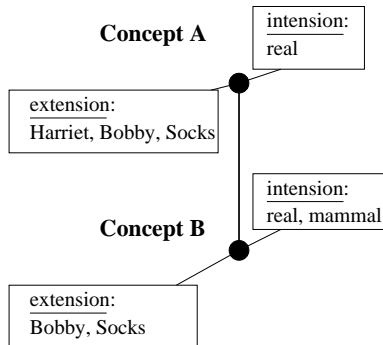 Concept A
intension:
real
extension:
Harriet, Bobby, Socks
Concept B
intension:
real, mammal
extension:
Bobby, Socks